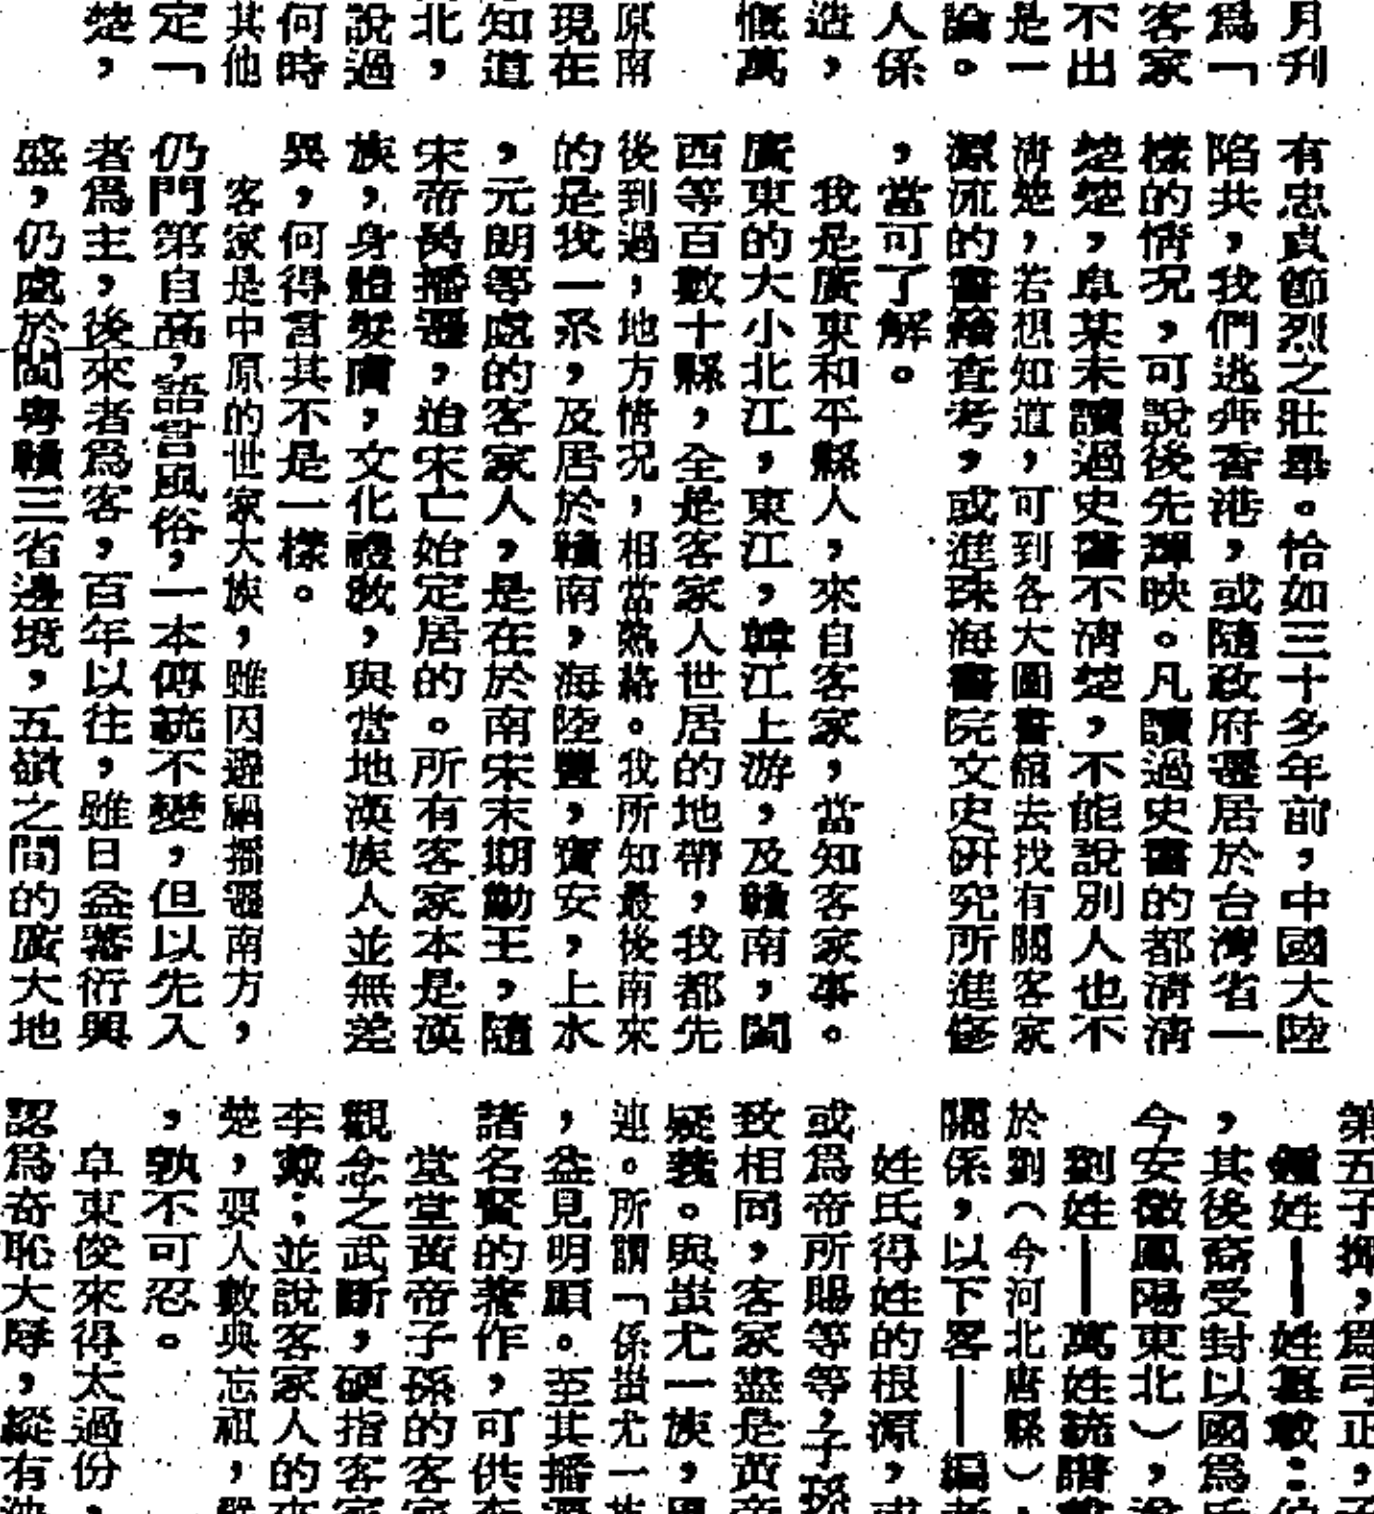 月刋
爲「
客家
不出
是一
論。
人係
造，
慨萬
原南
現在
知道
北，
說過
何時
其他
定「
楚，
有忠貞節烈之壯舉。恰如三十多年前，中國大陸
陷共，我們逃奔香港，或隨政府遷居於台灣省一
樣的情況，可說後先輝映。凡讀過史書的都清清
楚楚，阜某未讀過史書不清楚，不能說別人也不
清楚，若想知道，可到各大圖書館去找有關客家
源流的書籍查考，或進珠海書院文史研究所進修
，當可了解。
我是廣東和平縣人，來自客家，當知客家事。
廣東的大小北江，東江，韓江上游，及贛南，閩
西等百數十縣，全是客家人世居的地帶，我都先
後到過，地方情況，相當熟絡。我所知最後南來
的是我一系，及居於贛南，海陸豐，寶安，上水
，元朗等處的客家人，是在於南宋末期勤王，隨
宋帝昺播遷，迨宋亡始定居的。所有客家本是漢
族，身體髮膚，文化禮教，與當地漢族人並無差
異，何得言其不是一樣。
客家是中原的世家大族，雖因避禍播遷南方，
仍門第自高，語言風俗，一本傳統不變，但以先入
者爲主，後來者爲客，百年以往，雖日益蕃衍興
盛，仍處於閩粵贛三省邊境，五嶺之間的廣大地
第五子揮，爲弓正，
鍾姓——姓纂載：
，其後裔受封以國爲
今安徽鳳陽東北），
劉姓——萬姓統譜
於劉（今河北唐縣）
關係，以下畧——編
姓氏得姓的根源，
或爲帝所賜等等，子孫
致相同，客家盡是黃帝
疑義。與蚩尤一族，
連。所謂「係蚩尤一族
，益見明顯。至其播遷
諸名賢的著作，可供
堂堂黃帝子孫的客家
觀念之武斷，硬指客家
李戴；並說客家人的
楚，要人數典忘祖，
，孰不可忍。
阜東俊來得太過份，
認爲奇恥大辱，縱有